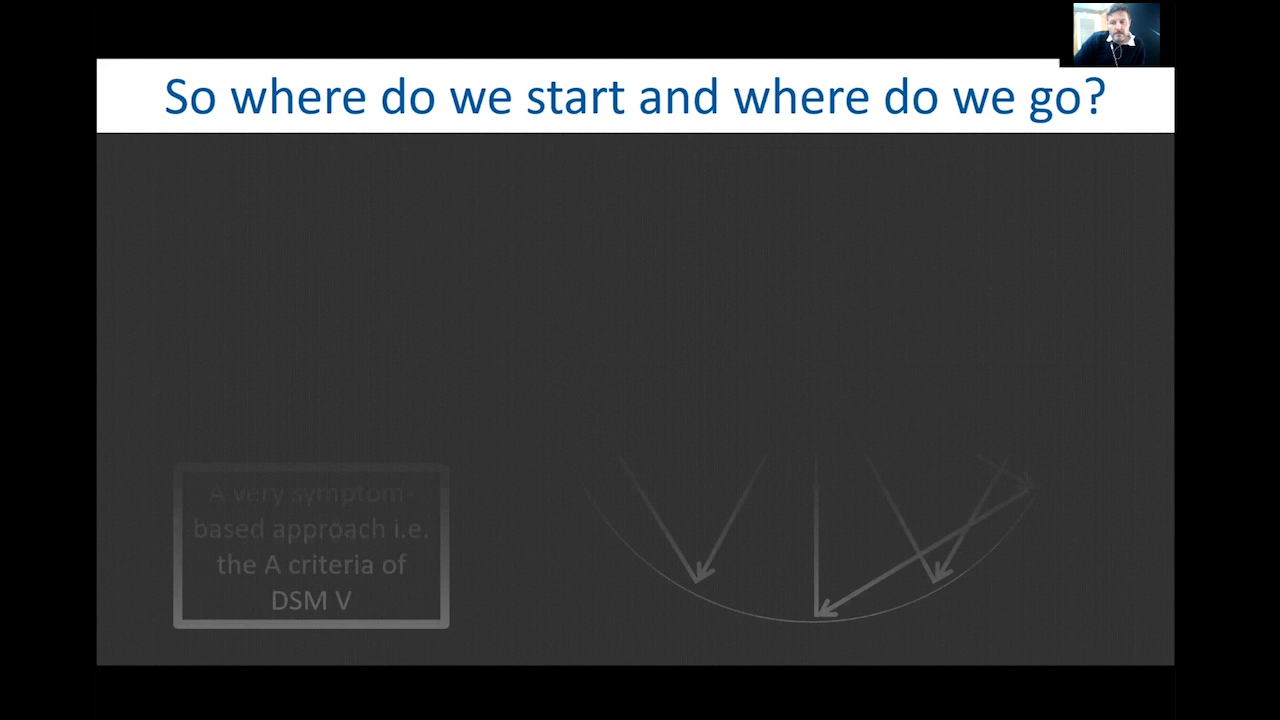 So where do we start and where do we go?
A very symptom-
based approach i.e.
the A criteria of
DSM V